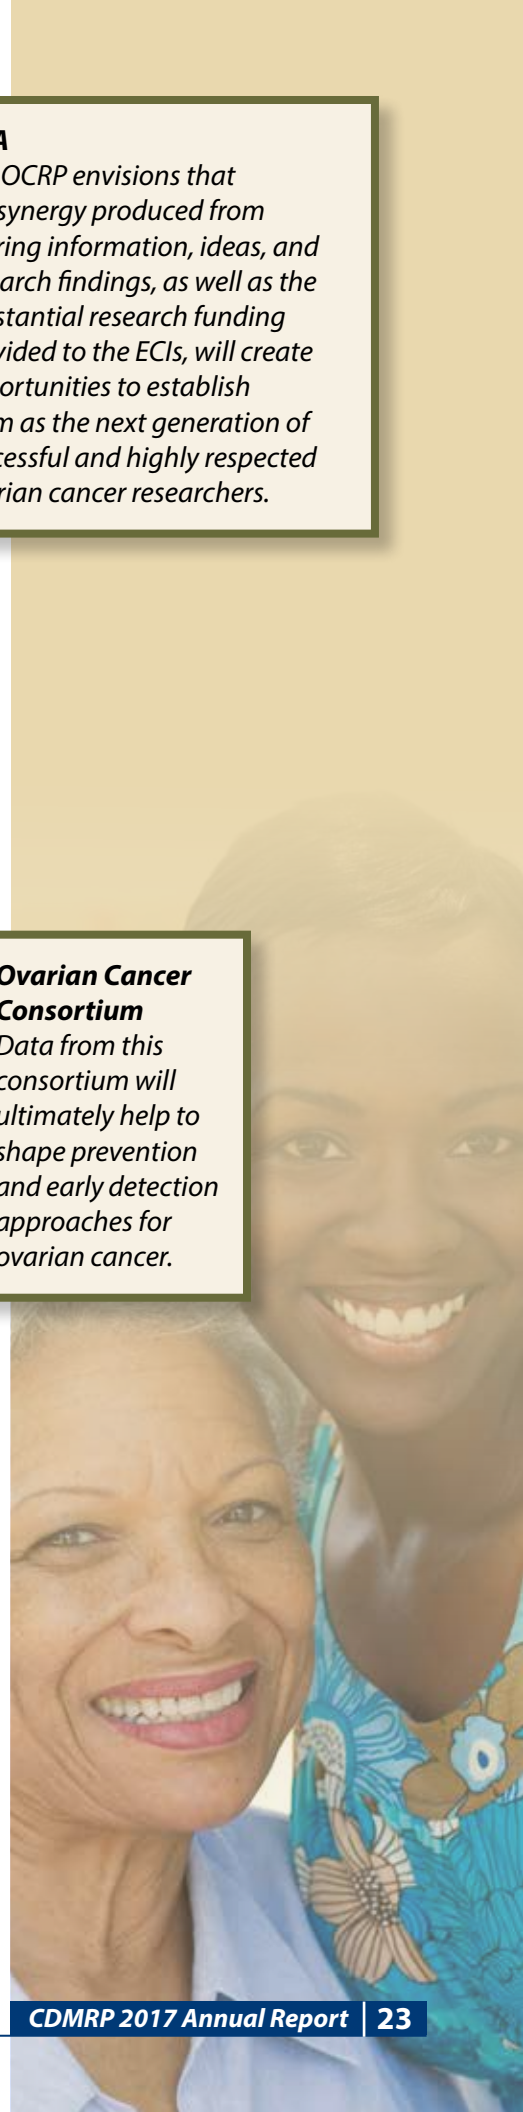 A
OCRP envisions that
synergy produced from
ring information, ideas, and
arch findings, as well as the
stantial research funding
vided to the ECIs, will create
ortunities to establish
m as the next generation of
cessful and highly respected
rian cancer researchers.
Ovarian Cancer
Consortium
Data from this
consortium will
ultimately help to
shape prevention
and early detection
approaches for
ovarian cancer.
CDMRP 2017 Annual Report | 23